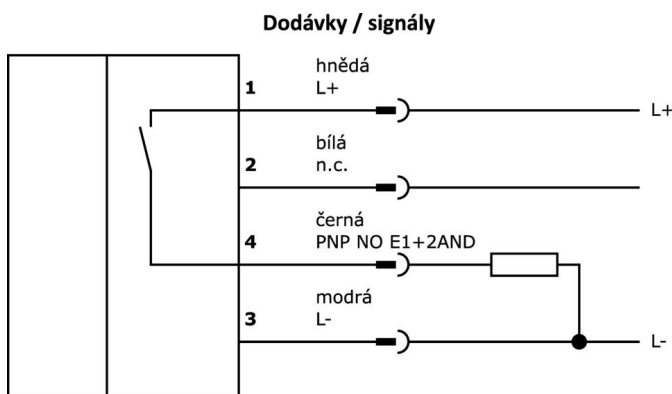 Dodávky / signály
hnědá
1 L+ L+
bílá
2 n.c.
černá
4 PNP NO E1+2AND
modrá
3 L- L-